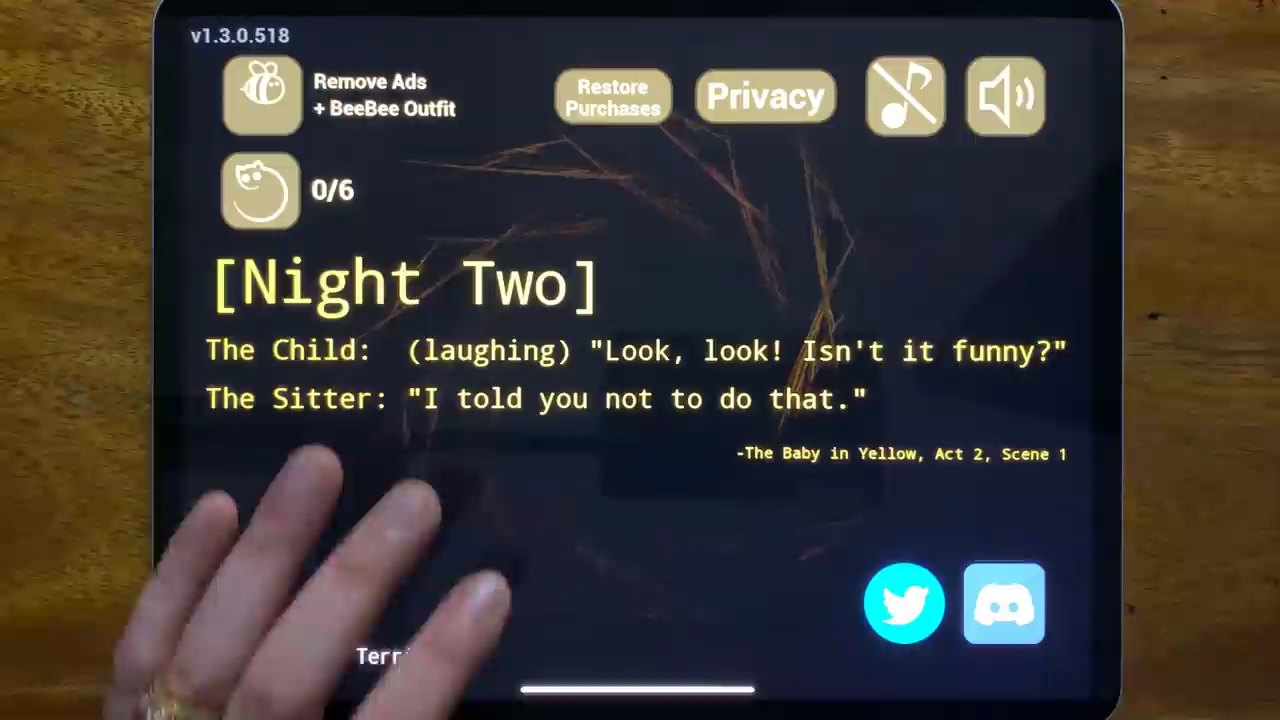 v1.3.0.518
Remove Ads
+ BeeBee Outfit
Restore
Purchases
Privacy
0/6
[Night Two]
The Child: (laughing) "Look, look! Isn't it funny?"
The Sitter: "I told you not to do that."
-The Baby in Yellow, Act 2, Scene 1